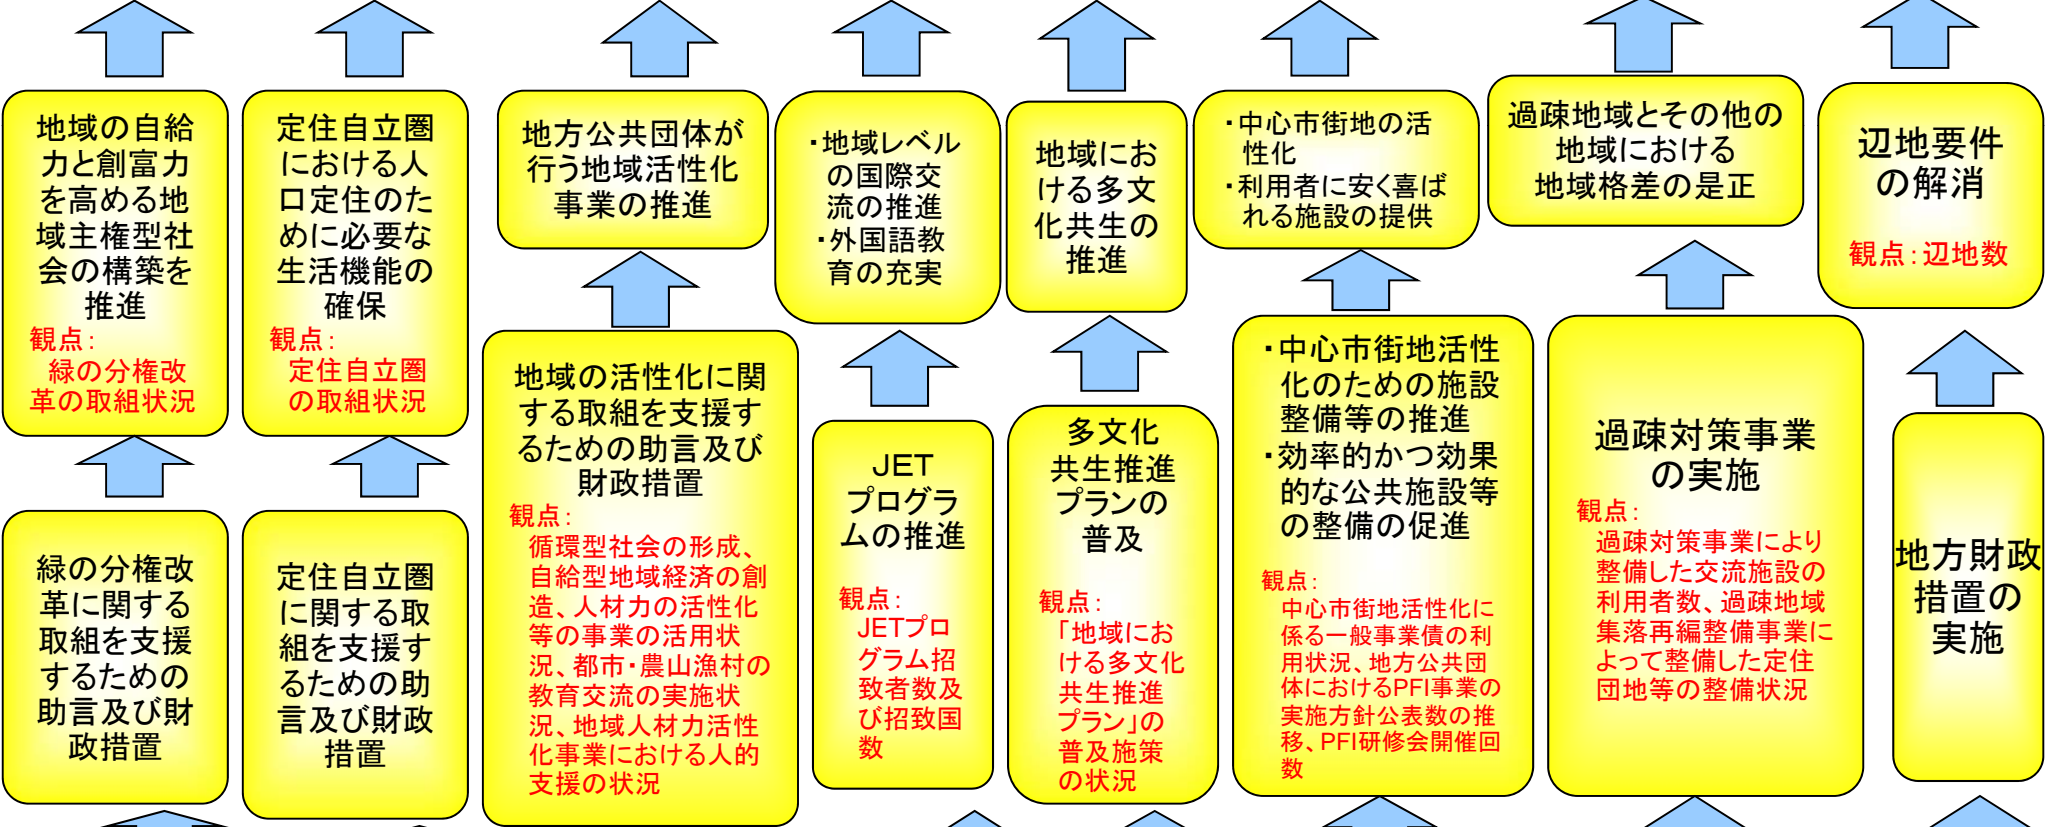 地域の自給
力と創富力
を高める地
域主権型社
会の構築を
推進
観点：
緑の分権改
革の取組状況
定住自立圏
における人
口定住のた
めに必要な
生活機能の
確保
観点：
定住自立圏
の取組状況
地方公共団体が
行う地域活性化
事業の推進
・地域レベル
の国際交
流の推進
・外国語教
育の充実
地域にお
ける多文
化共生の
推進
・中心市街地の活
性化
・利用者に安く喜ば
れる施設の提供
過疎地域とその他の
地域における
地域格差の是正
辺地要件
の解消
観点：辺地数
緑の分権改
革に関する
取組を支援
するための
助言及び財
政措置
定住自立圏
に関する取
組を支援す
るための助
言及び財政
措置
地域の活性化に関
する取組を支援す
るための助言及び
財政措置
観点：
循環型社会の形成、
自給型地域経済の創
造、人材力の活性化
等の事業の活用状
況、都市・農山漁村の
教育交流の実施状
況、地域人材力活性
化事業における人的
支援の状況
ＪＥＴ
プログラ
ムの推進
観点：
JETプロ
グラム招
致者数及
び招致国
数
多文化
共生推進
プランの
普及
観点：
「地域にお
ける多文化
共生推進
プラン」の
普及施策
の状況
・中心市街地活性
化のための施設
整備等の推進
・効率的かつ効果
的な公共施設等
の整備の促進
観点：
中心市街地活性化に
係る一般事業債の利
用状況、地方公共団
体におけるPFI事業の
実施方針公表数の推
移、PFI研修会開催回
数
過疎対策事業
の実施
観点：
過疎対策事業により
整備した交流施設の
利用者数、過疎地域
集落再編整備事業に
よって整備した定住
団地等の整備状況
地方財政
措置の
実施